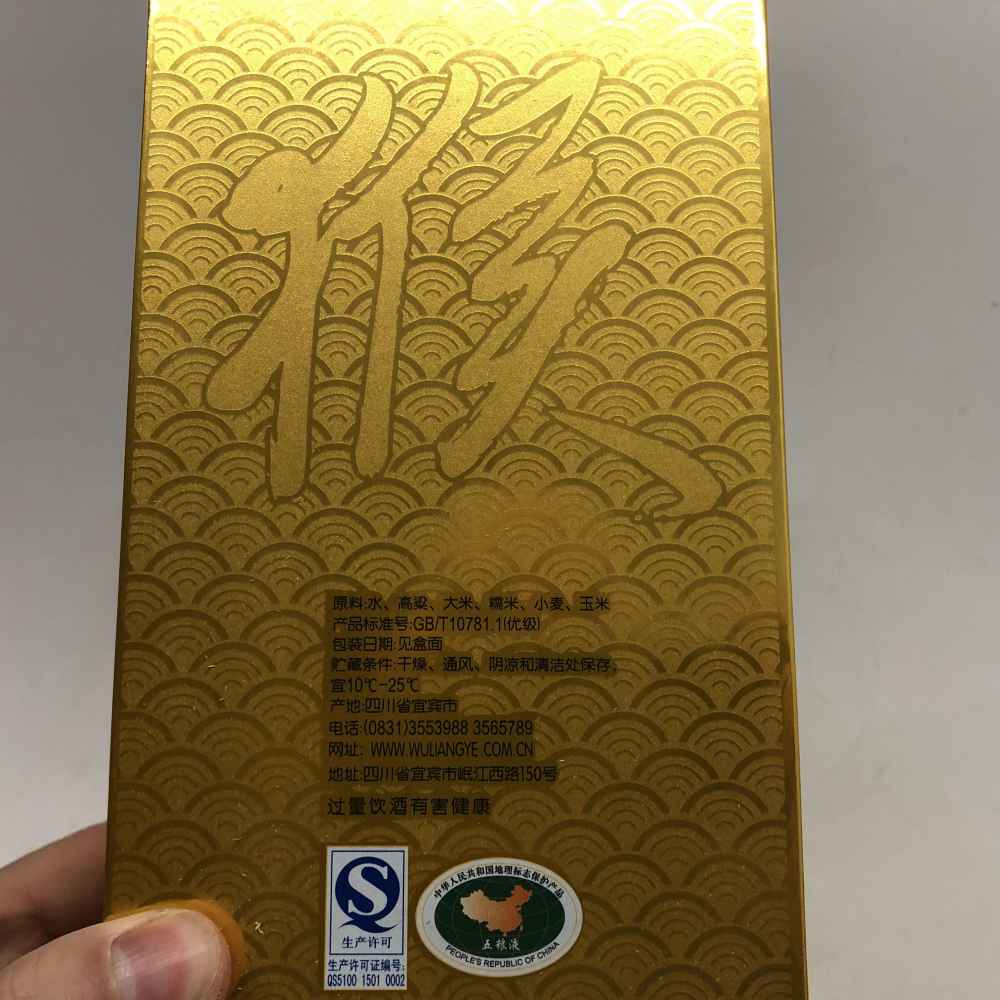 猴
原料:水、高粱、大米、糯米、小麦、玉米
产品标准号:GB/T10781.1(优级)
包装日期:见盒面
贮藏条件:干燥、通风、阴凉和清洁处保存,
宜10℃-25℃
产地:四川省宜宾市
电话:(0831)3553988 3565789
网址: WWW.WULIANGYE.COM.CN
地址:四川省宜宾市岷江西路150号
过量饮酒有害健康
QS
生产许可
生产许可证编号:
QS5100 1501 0002
中华人民共和国地理标志保护产品
五粮液
PEOPLE'S REPUBLIC OF CHINA